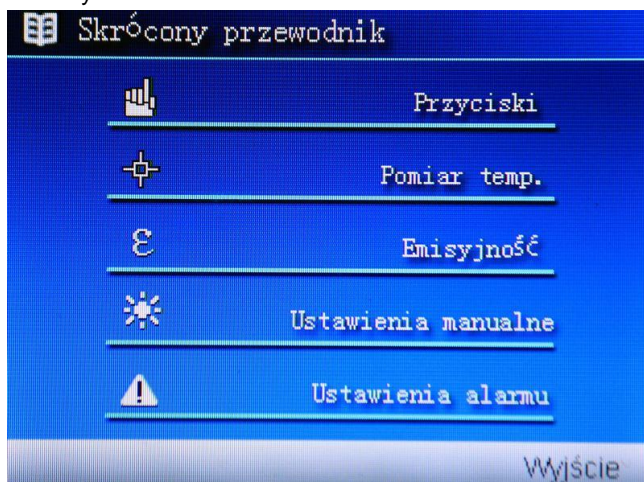 Skrócony przewodnik
Przyciski
Pomiar temp.
ε
Emisyjność
Ustawienia manualne
Ustawienia alarmu
Wyjście